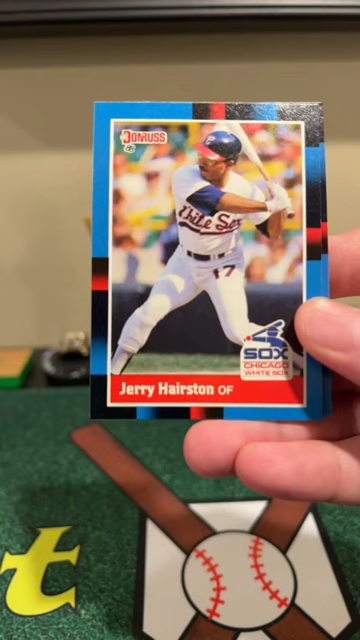 DONRUSS
'88
White Sox
17
SOX
CHICAGO
WHITE SOX
Jerry Hairston OF
t